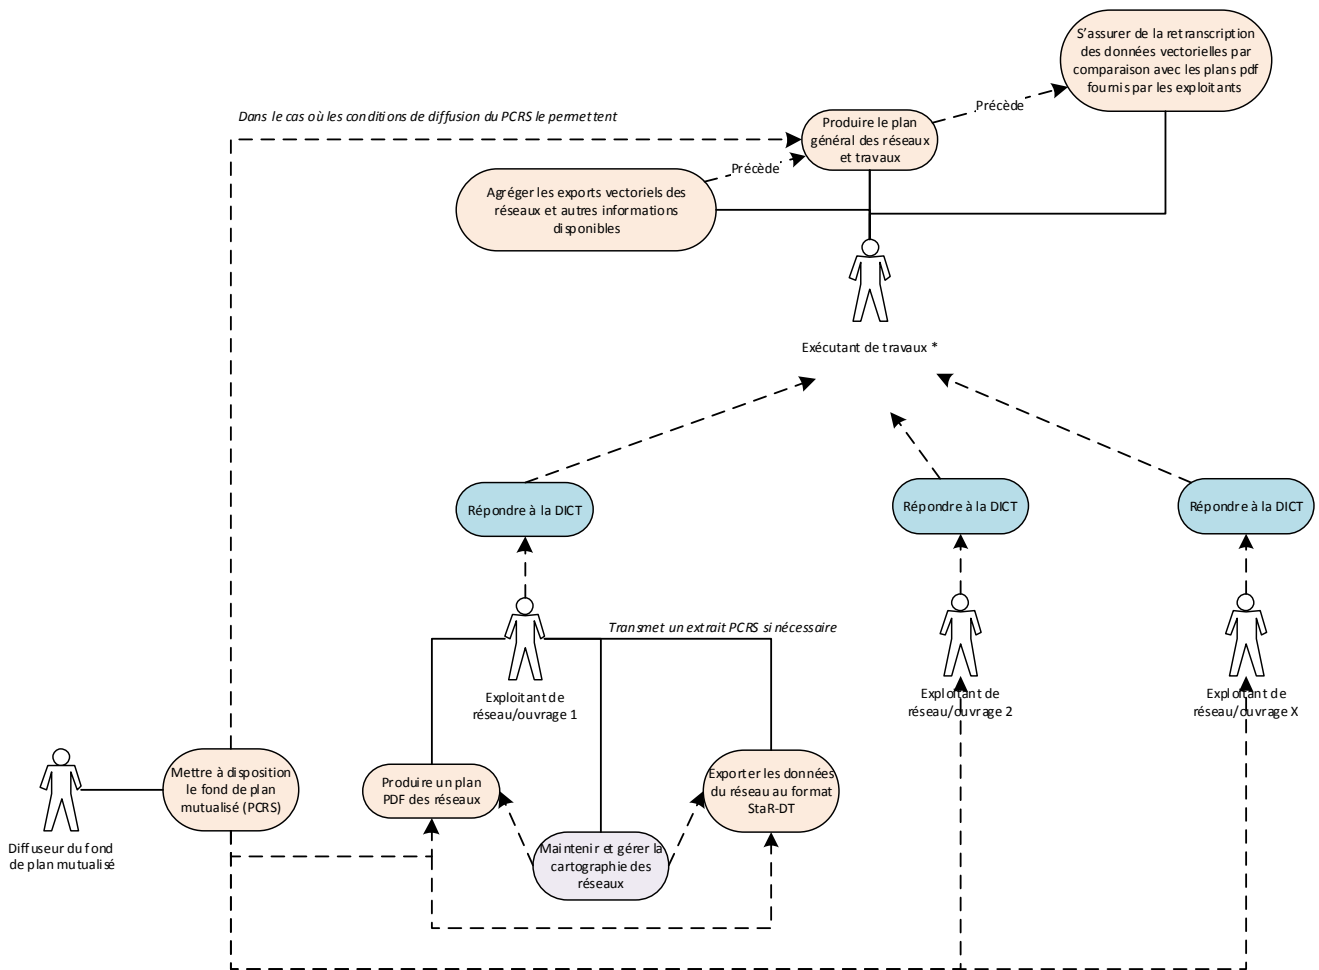 S'assurer de la retranscription
des données vectorielles par
comparaison avec les plans pdf
fournis par les exploitants
Dans le cas où les conditions de diffusion du PCRS le permettent
Précède
Produire le plan
général des réseaux
et travaux
Précède
Agréger les exports vectoriels des
réseaux et autres informations
disponibles
Exécutant de travaux *
Répondre à la DICT
Répondre à la DICT
Répondre à la DICT
Transmet un extrait PCRS si nécessaire
Exploitant de
réseau/ouvrage 1
Exploitant de
réseau/ouvrage 2
Exploitant de
réseau/ouvrage X
Mettre à disposition
le fond de plan
mutualisé (PCRS)
Produire un plan
PDF des réseaux
Exporter les données
du réseau au format
StaR-DT
Diffuseur du fond
de plan mutualisé
Maintenir et gérer la
cartographie des
réseaux